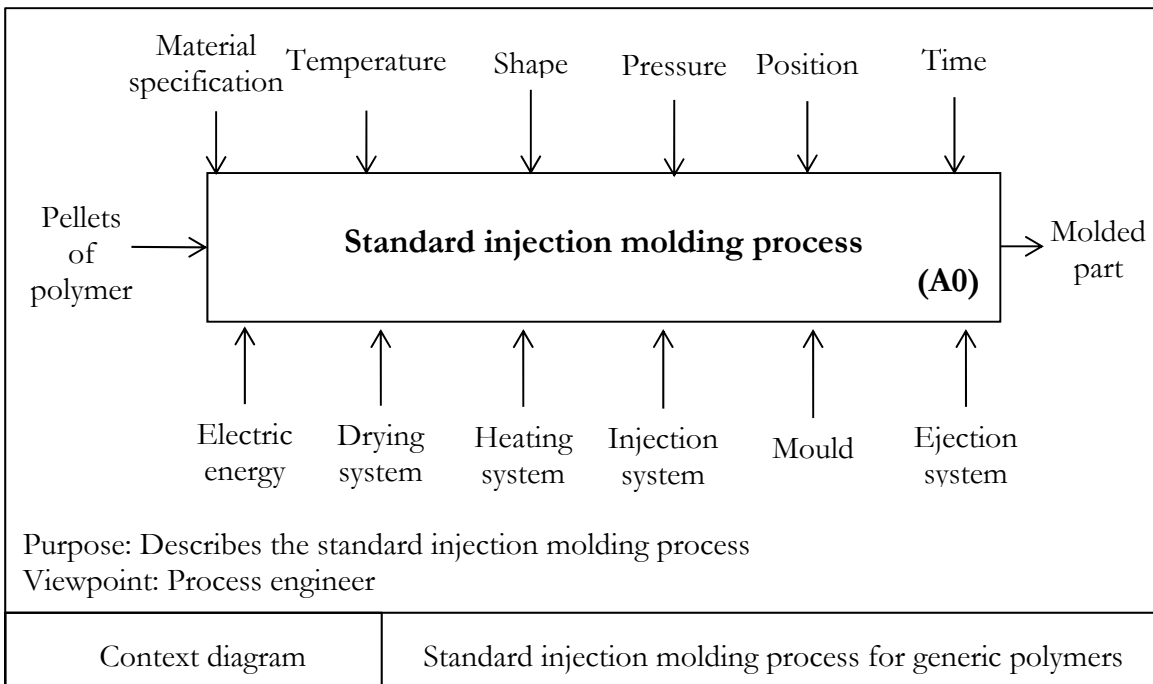 Material
specification
Temperature
Shape
Pressure
Position
Time
Pellets
of
polymer
Standard injection molding process
(A0)
Molded
part
Electric
energy
Drying
system
Heating
system
Injection
system
Mould
Ejection
system
Purpose: Describes the standard injection molding process
Viewpoint: Process engineer
Context diagram
Standard injection molding process for generic polymers